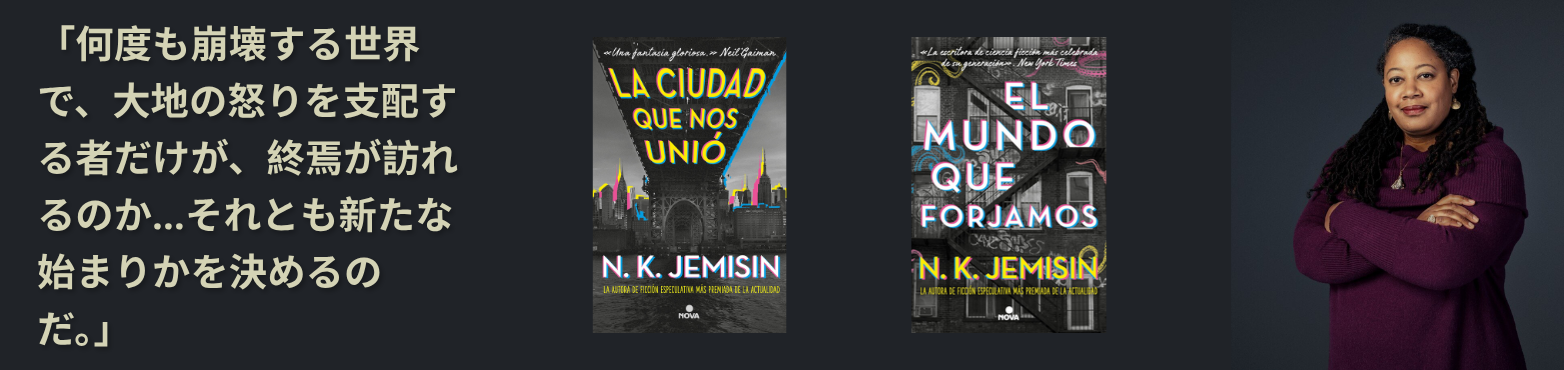 「何度も崩壊する世界
で、大地の怒りを支配す
る者だけが、終焉が訪れ
るのか...それとも新たな
始まりかを決めるの
だ。」
«Una fantasía gloriosa.» Neil Gaiman
LA CIUDAD
QUE NOS
UNIÓ
N. K. JEMISIN
LA AUTORA DE FICCIÓN ESPECULATIVA MÁS PREMIADA DE LA ACTUALIDAD
NOVA
«La escritora de ciencia ficción más celebrada
de su generación». New York Times
EL
MUNDO
QUE
FORJAMOS
N. K. JEMISIN
LA AUTORA DE FICCIÓN ESPECULATIVA MÁS PREMIADA DE LA ACTUALIDAD
NOVA